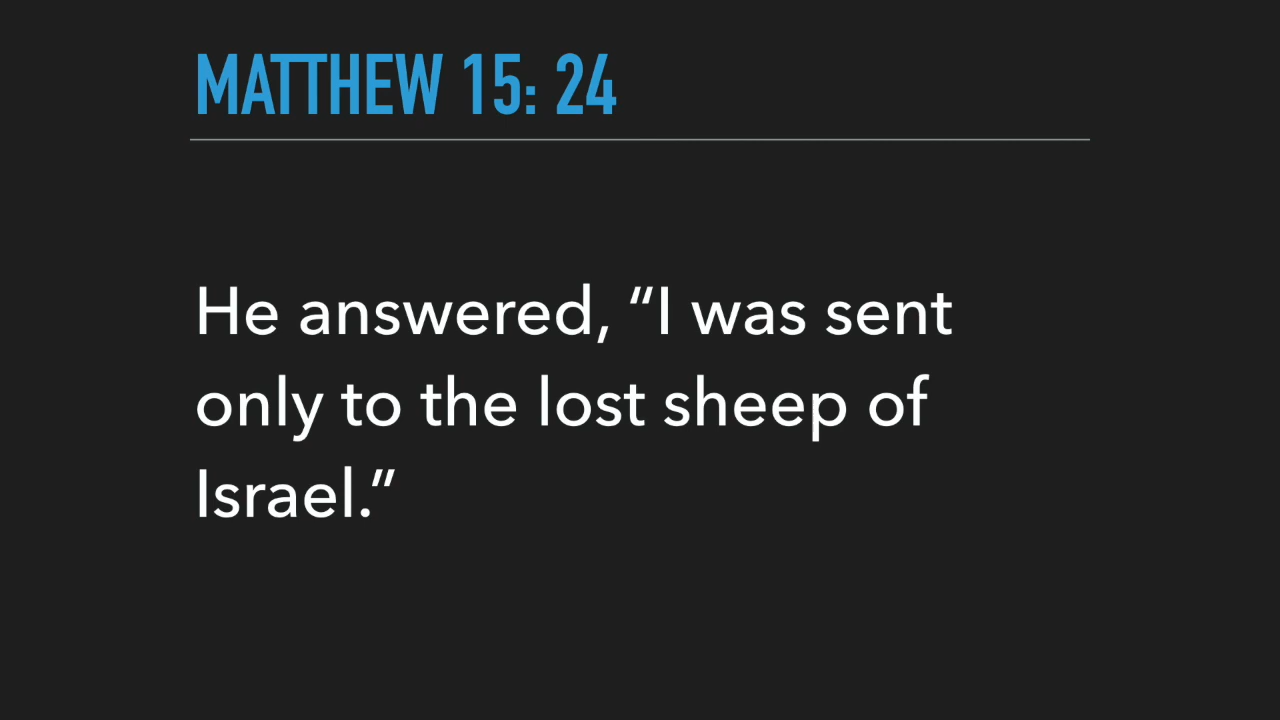 MATTHEW 15: 24
He answered, “I was sent
only to the lost sheep of
Israel.”